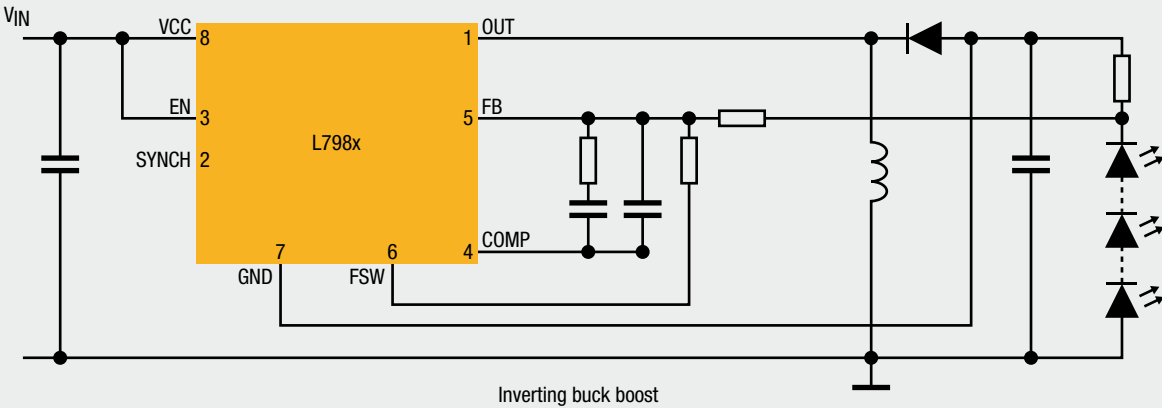 VIN
VCC
8
1
OUT
EN
3
5
FB
L798x
SYNCH
2
7
6
4
COMP
GND
FSW
Inverting buck boost